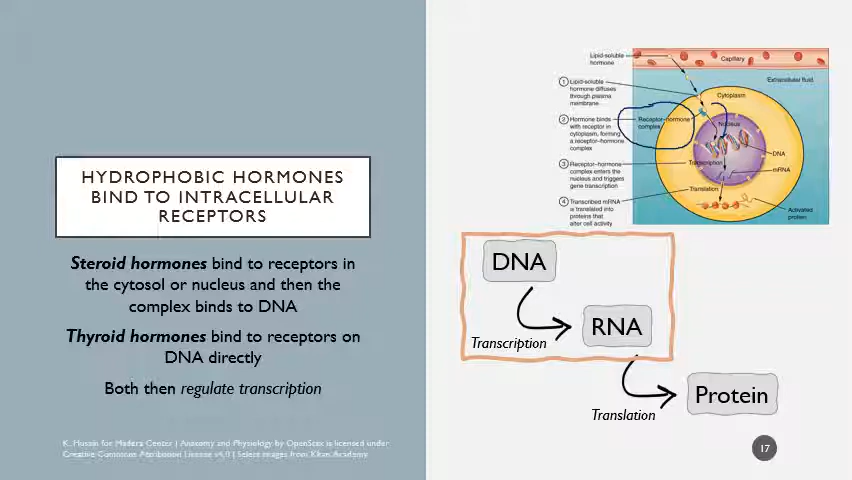 HYDROPHOBIC HORMONES
BIND TO INTRACELLULAR
RECEPTORS
Steroid hormones bind to receptors in
the cytosol or nucleus and then the
complex binds to DNA
Thyroid hormones bind to receptors on
DNA directly
Both then regulate transcription
K. Hussain for Madera Center | Anatomy and Physiology by OpenStax is licensed under
Creative Commons Attribution License v4.0 | Select images from Khan Academy
Lipid-soluble
hormone
Capillary
Extracellular fluid
1 Lipid-soluble
hormone diffuses
through plasma
membrane
Cytoplasm
2 Hormone binds
with receptor in
cytoplasm, forming
a receptor-hormone
complex
Receptor–hormone
complex
Nucleus
DNA
3 Receptor–hormone
complex enters the
nucleus and triggers
gene transcription
Transcription
mRNA
Translation
4 Transcribed mRNA
is translated into
proteins that
alter cell activity
Activated
protein
DNA
Transcription
RNA
Translation
Protein
17